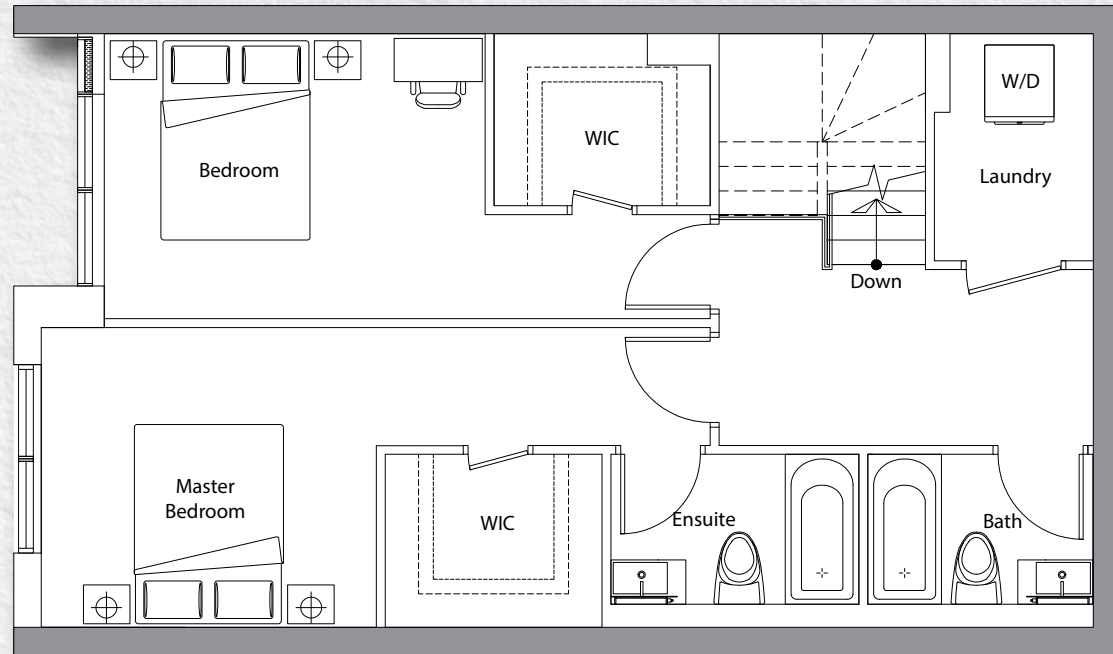 W/D
WIC
Bedroom
Laundry
Down
Master
Bedroom
WIC
Ensuite
Bath